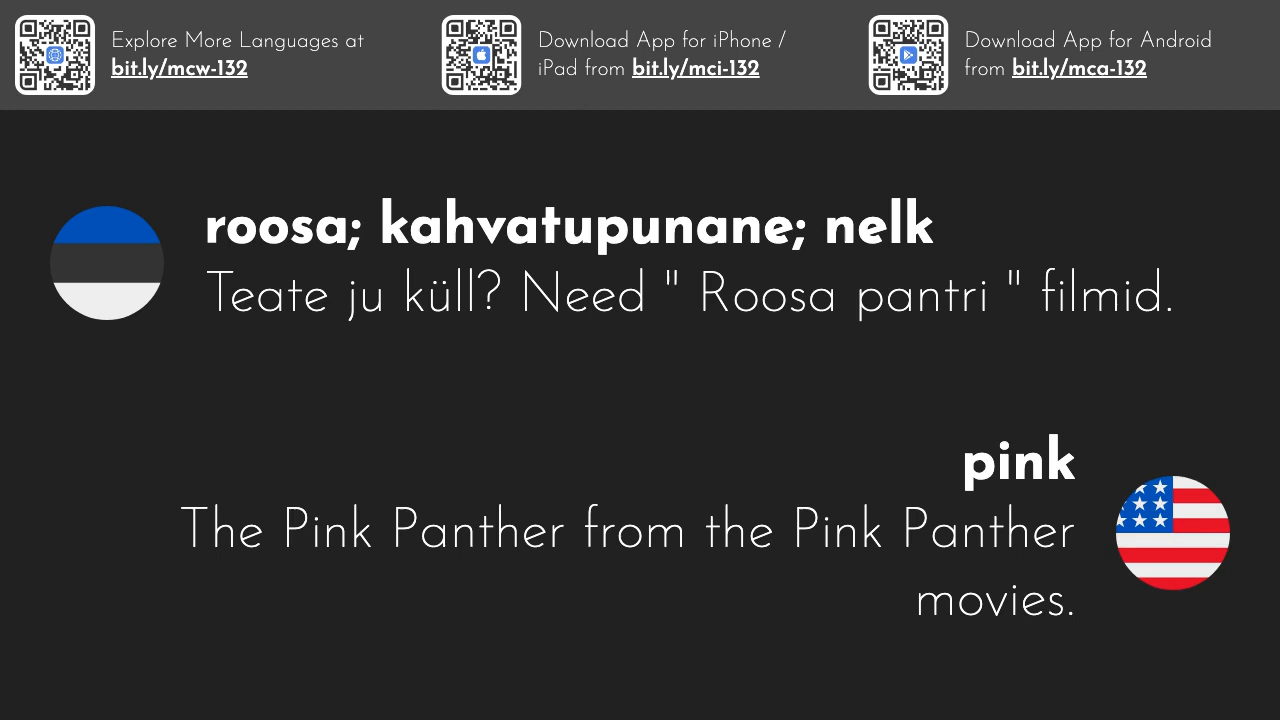 Explore More Languages at
bit.ly/mcw-132
Download App for iPhone /
iPad from bit.ly/mci-132
Download App for Android
from bit.ly/mca-132
roosa; kahvatupunane; nelk
Teate ju küll? Need " Roosa pantri " filmid.
pink
The Pink Panther from the Pink Panther
movies.